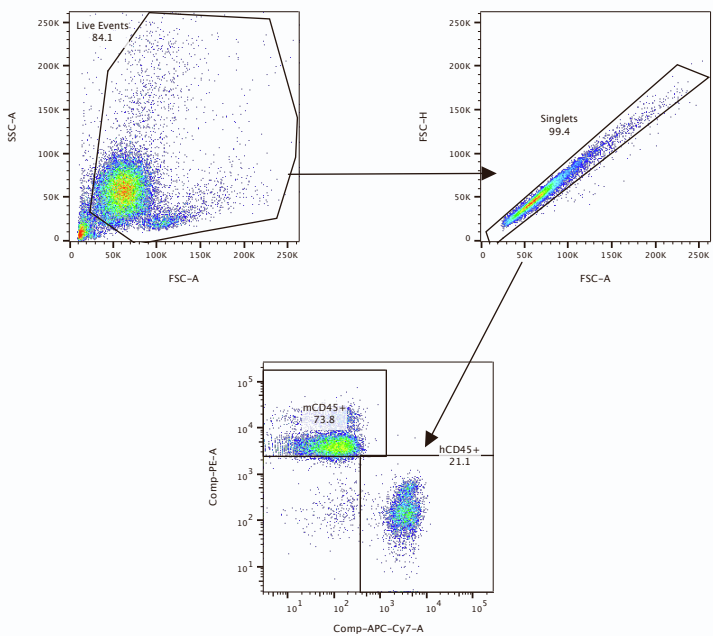 Live Events
84.1
250K
200K
150K
100K
50K
0
SSC-A
0 50K 100K 150K 200K 250K
FSC-A
Singlets
99.4
250K
200K
150K
100K
50K
0
FSC-H
0 50K 100K 150K 200K 250K
FSC-A
mCD45+
73.8
hCD45+
21.1
10^5
10^4
10^3
10^2
10^1
Comp-PE-A
10^1 10^2 10^3 10^4 10^5
Comp-APC-Cy7-A